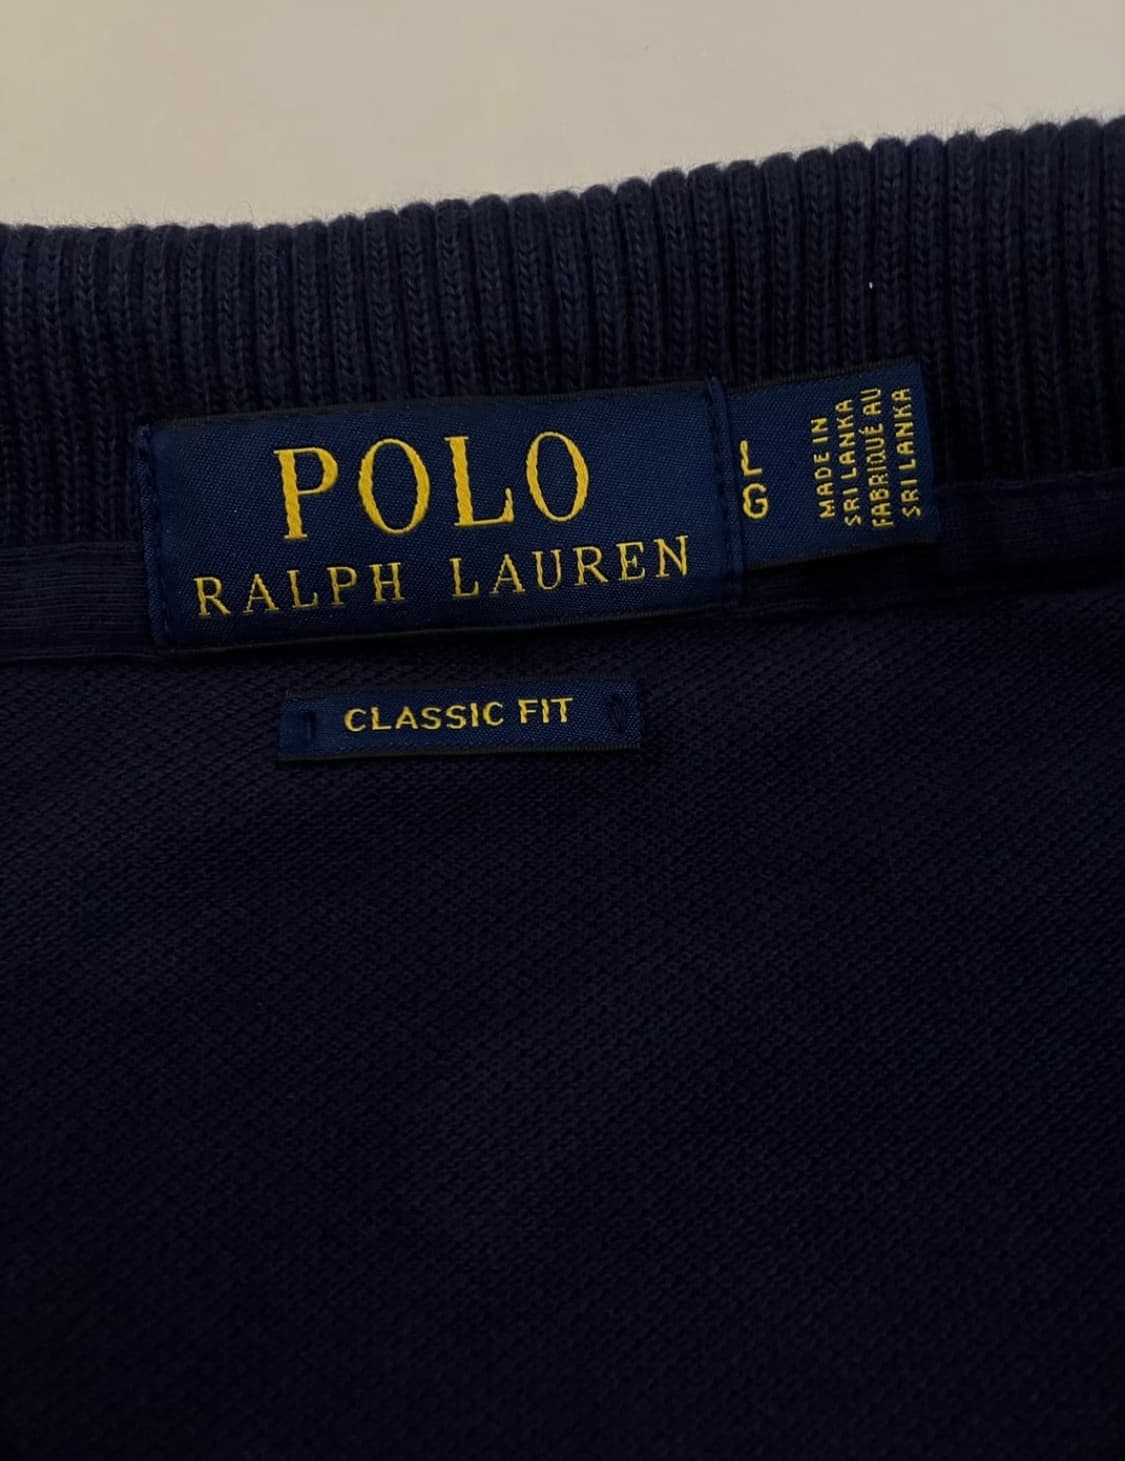 POLO
RALPH LAUREN
L
G
MADE IN
SRI LANKA
FABRIQUÉ AU
SRI LANKA
CLASSIC FIT